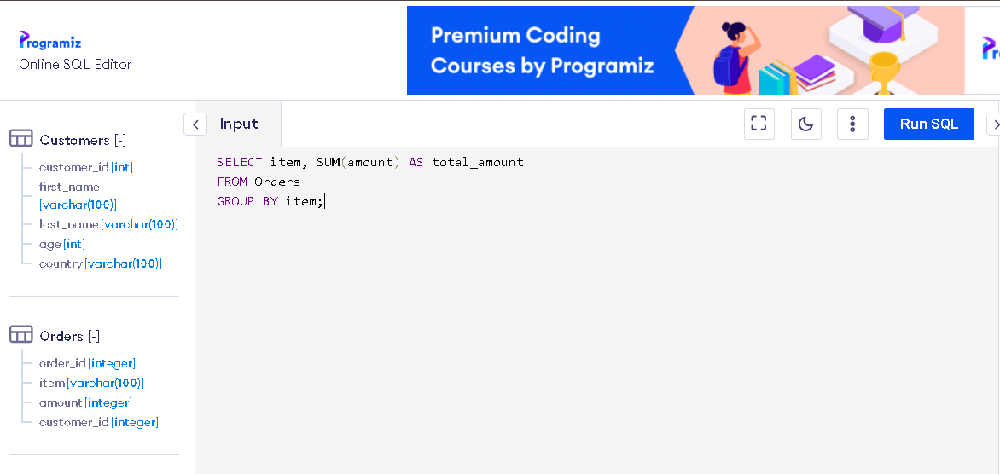 Programiz
Online SQL Editor
Premium Coding
Courses by Programiz
Customers [-]
customer_id [int]
first_name
[varchar(100)]
last_name [varchar(100)]
age [int]
country [varchar(100)]
Orders [-]
order_id [integer]
item [varchar(100)]
amount [integer]
customer_id [integer]
Input
Run SQL
SELECT item, SUM(amount) AS total_amount
FROM Orders
GROUP BY item;